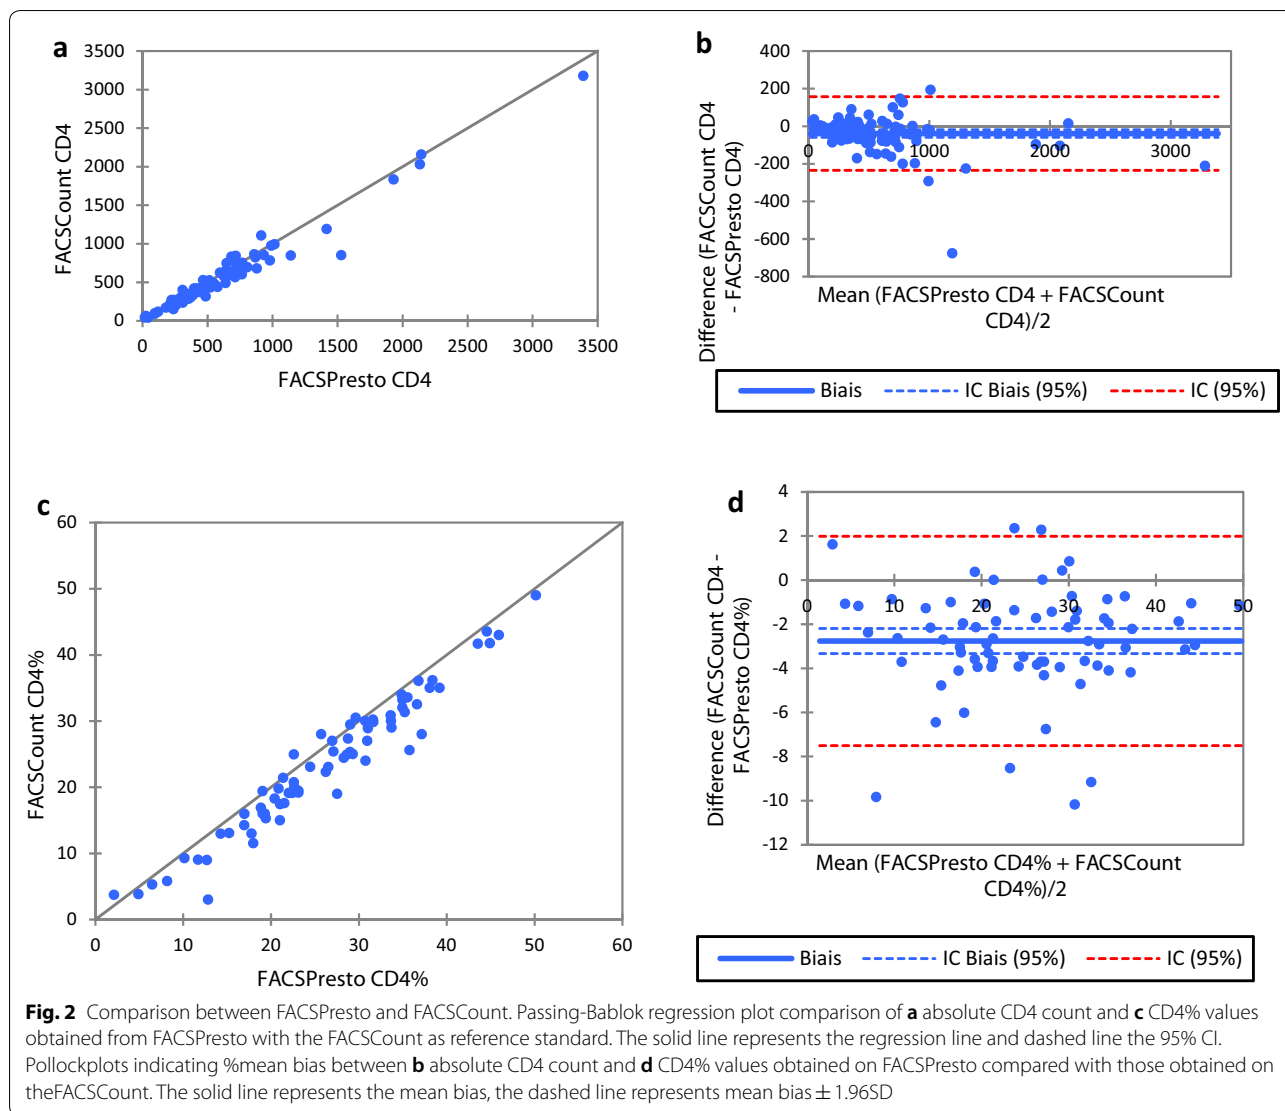 a
3500
3000
2500
2000
1500
1000
500
0
FACSCount CD4
0 500 1000 1500 2000 2500 3000 3500
FACSPresto CD4
b
400
200
0
-200
-400
-600
-800
Difference (FACSCount CD4
- FACSPresto CD4)
0 1000 2000 3000
Mean (FACSPresto CD4 + FACSCount
CD4)/2
Biais IC Biais (95%) IC (95%)
c
60
50
40
30
20
10
0
FACSCount CD4%
0 10 20 30 40 50 60
FACSPresto CD4%
d
4
2
0
-2
-4
-6
-8
-10
-12
Difference (FACSCount CD4 -
FACSPresto CD4%)
0 10 20 30 40 50
Mean (FACSPresto CD4% + FACSCount
CD4%)/2
Biais IC Biais (95%) IC (95%)
Fig. 2 Comparison between FACSPresto and FACSCount. Passing-Bablok regression plot comparison of a absolute CD4 count and c CD4% values
obtained from FACSPresto with the FACSCount as reference standard. The solid line represents the regression line and dashed line the 95% CI.
Pollockplots indicating %mean bias between b absolute CD4 count and d CD4% values obtained on FACSPresto compared with those obtained on
theFACSCount. The solid line represents the mean bias, the dashed line represents mean bias ± 1.96SD